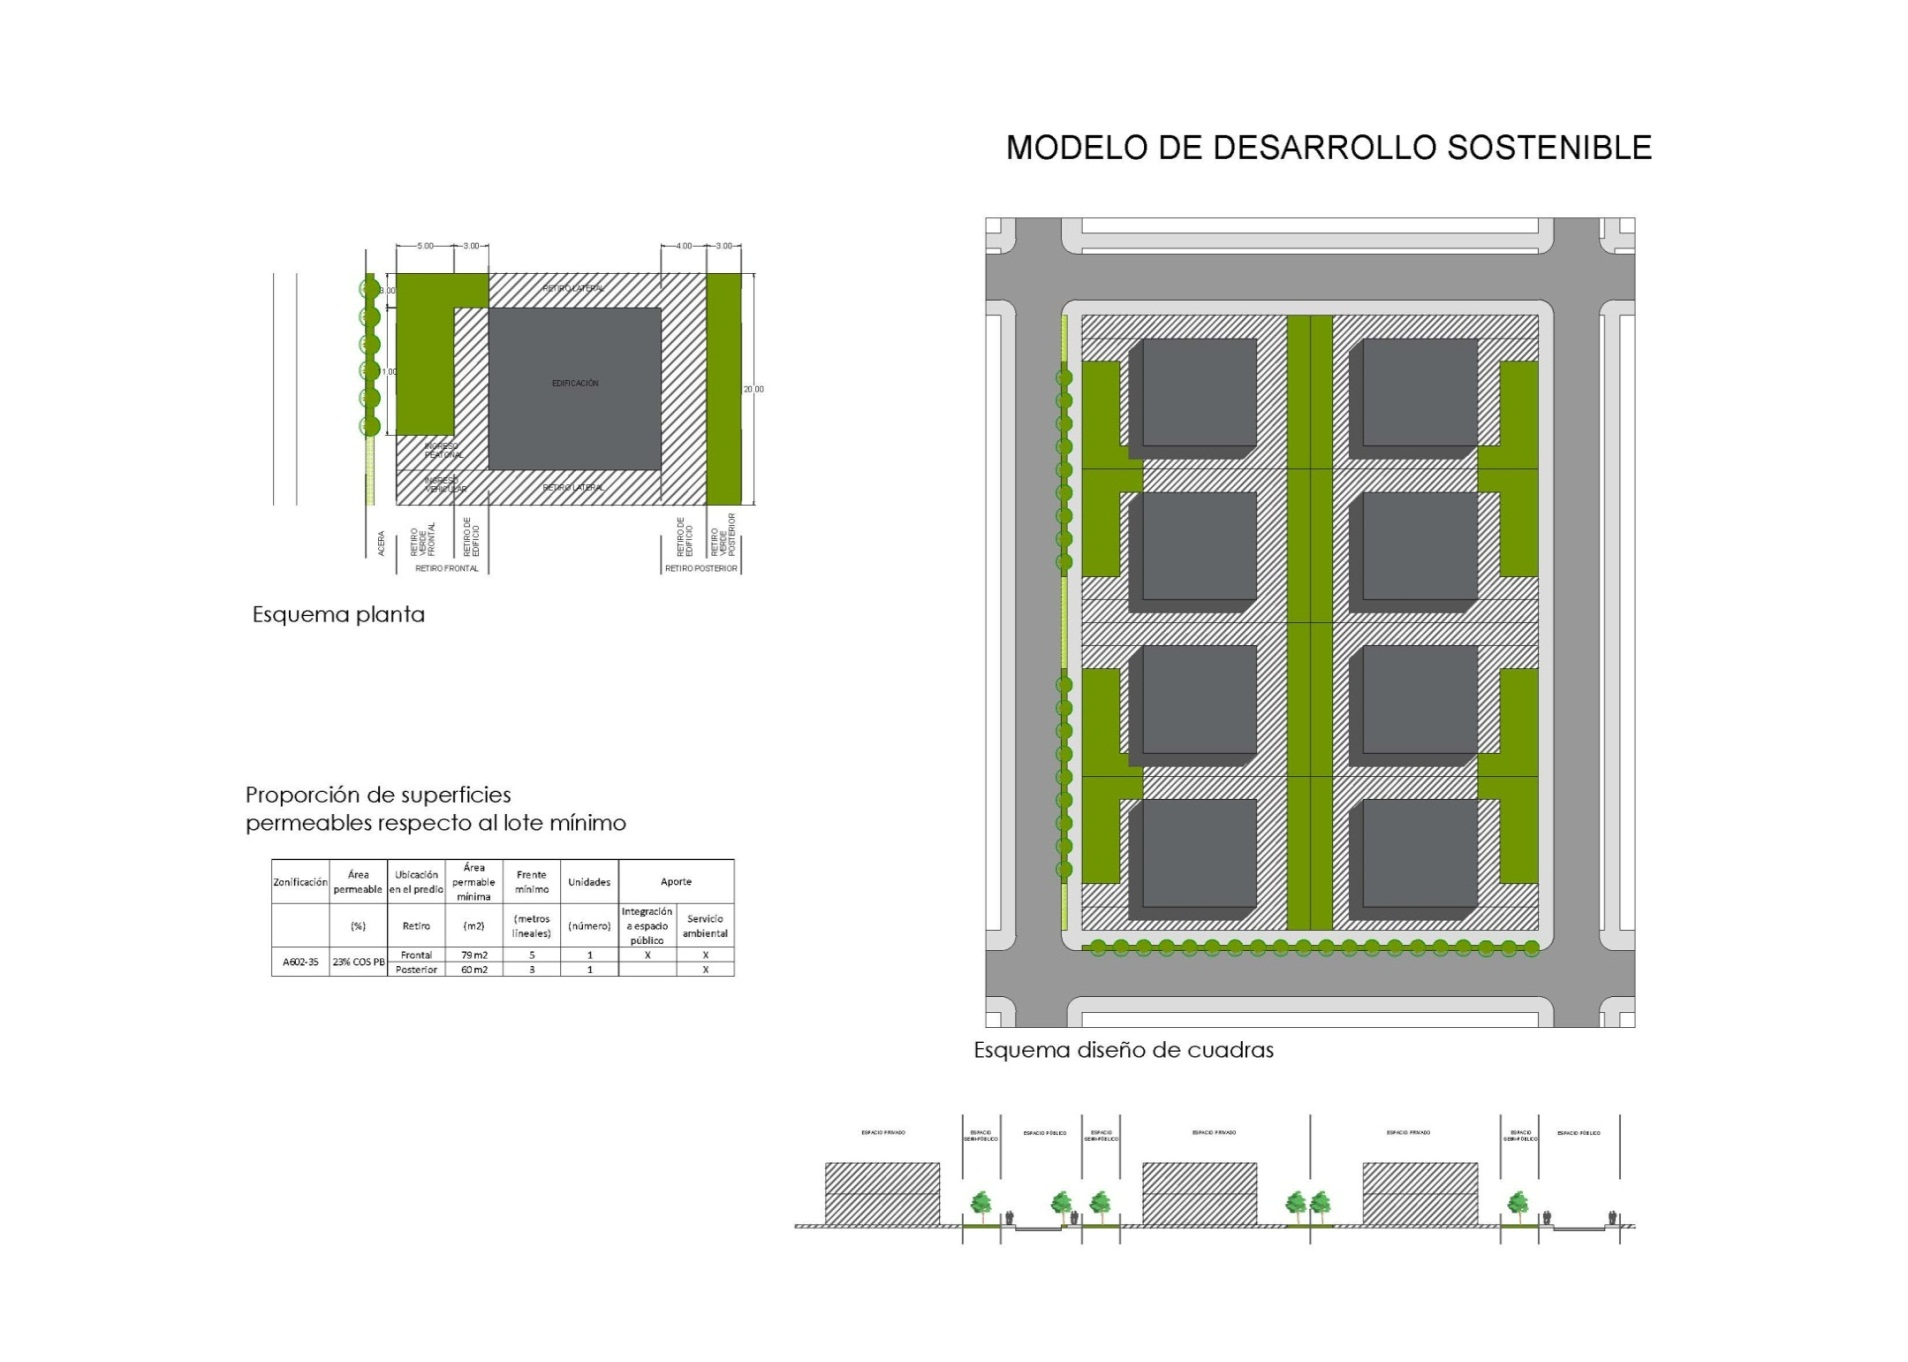 MODELO DE DESARROLLO SOSTENIBLE
5.00 3.00 4.00 3.00
3.00
RETIRO LATERAL
EDIFICACIÓN
20.00
INGRESO
PEATONAL
INGRESO
VEHICULAR
RETIRO LATERAL
ACERA
RETIRO
VERDE
FRONTAL
RETIRO DE
EDIFICIO
RETIRO DE
EDIFICIO
RETIRO
VERDE
POSTERIOR
RETIRO FRONTAL
RETIRO POSTERIOR
Esquema planta
Proporción de superficies
permeables respecto al lote mínimo
Zonificación
Área
permeable
Ubicación
en el predio
Área
permable
mínima
Frente
mínimo
Unidades
Aporte
(%)
Retiro
(m2)
(metros
lineales)
(número)
Integración
a espacio
público
Servicio
ambiental
A602-35 23% COS PB
Frontal 79 m2 5 1 X X
Posterior 60 m2 3 1 X
Esquema diseño de cuadras
ESPACIO PRIVADO
ESPACIO
SEMI-PÚBLICO
ESPACIO PÚBLICO
ESPACIO
SEMI-PÚBLICO
ESPACIO PRIVADO
ESPACIO PRIVADO
ESPACIO
SEMI-PÚBLICO
ESPACIO PÚBLICO